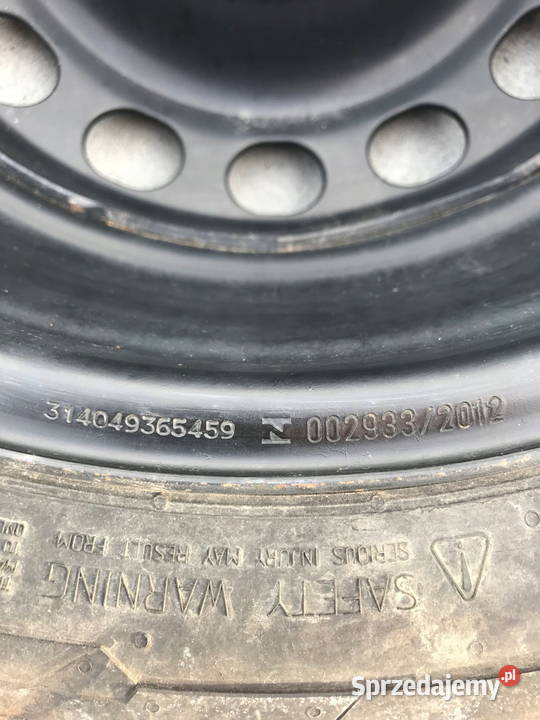 314049365459 002933/2012
SAFETY WARNING
SERIOUS INJURY MAY RESULT FROM
Sprzedajemy.pl